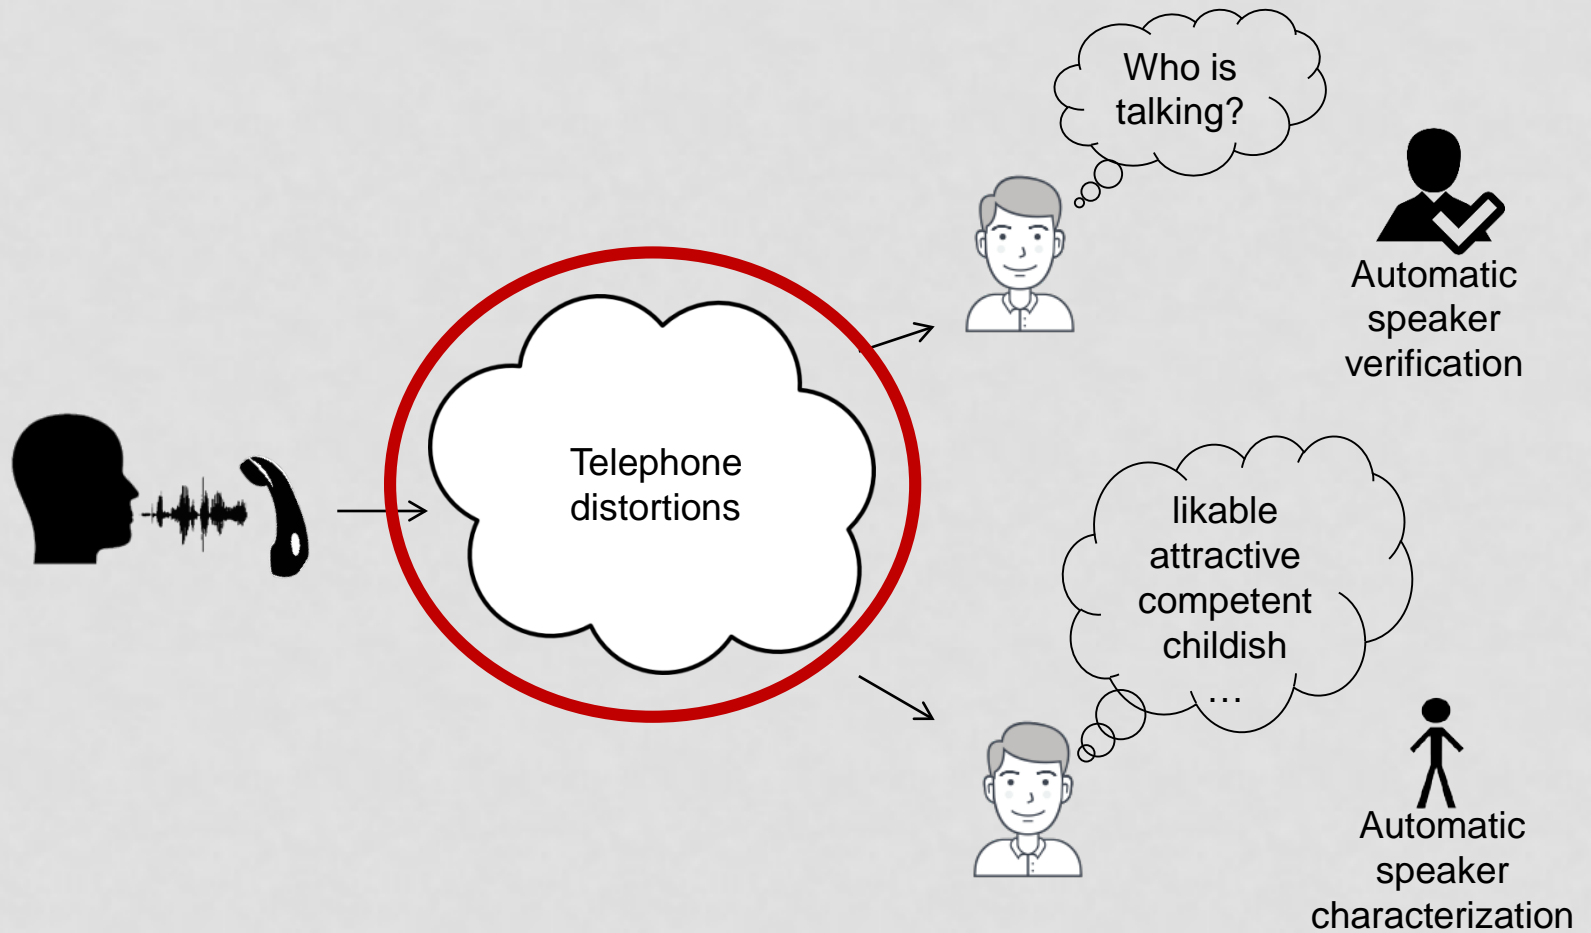 Who is
talking?
Automatic
speaker
verification
Telephone
distortions
likable
attractive
competent
childish
…
Automatic
speaker
characterization